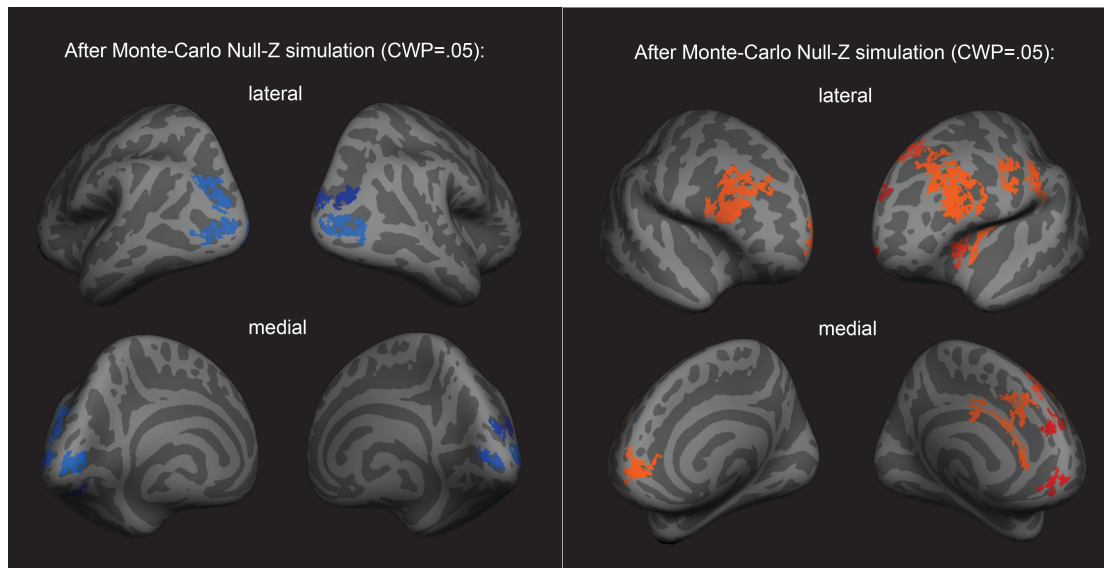 After Monte-Carlo Null-Z simulation (CWP=.05):
lateral
medial
After Monte-Carlo Null-Z simulation (CWP=.05):
lateral
medial